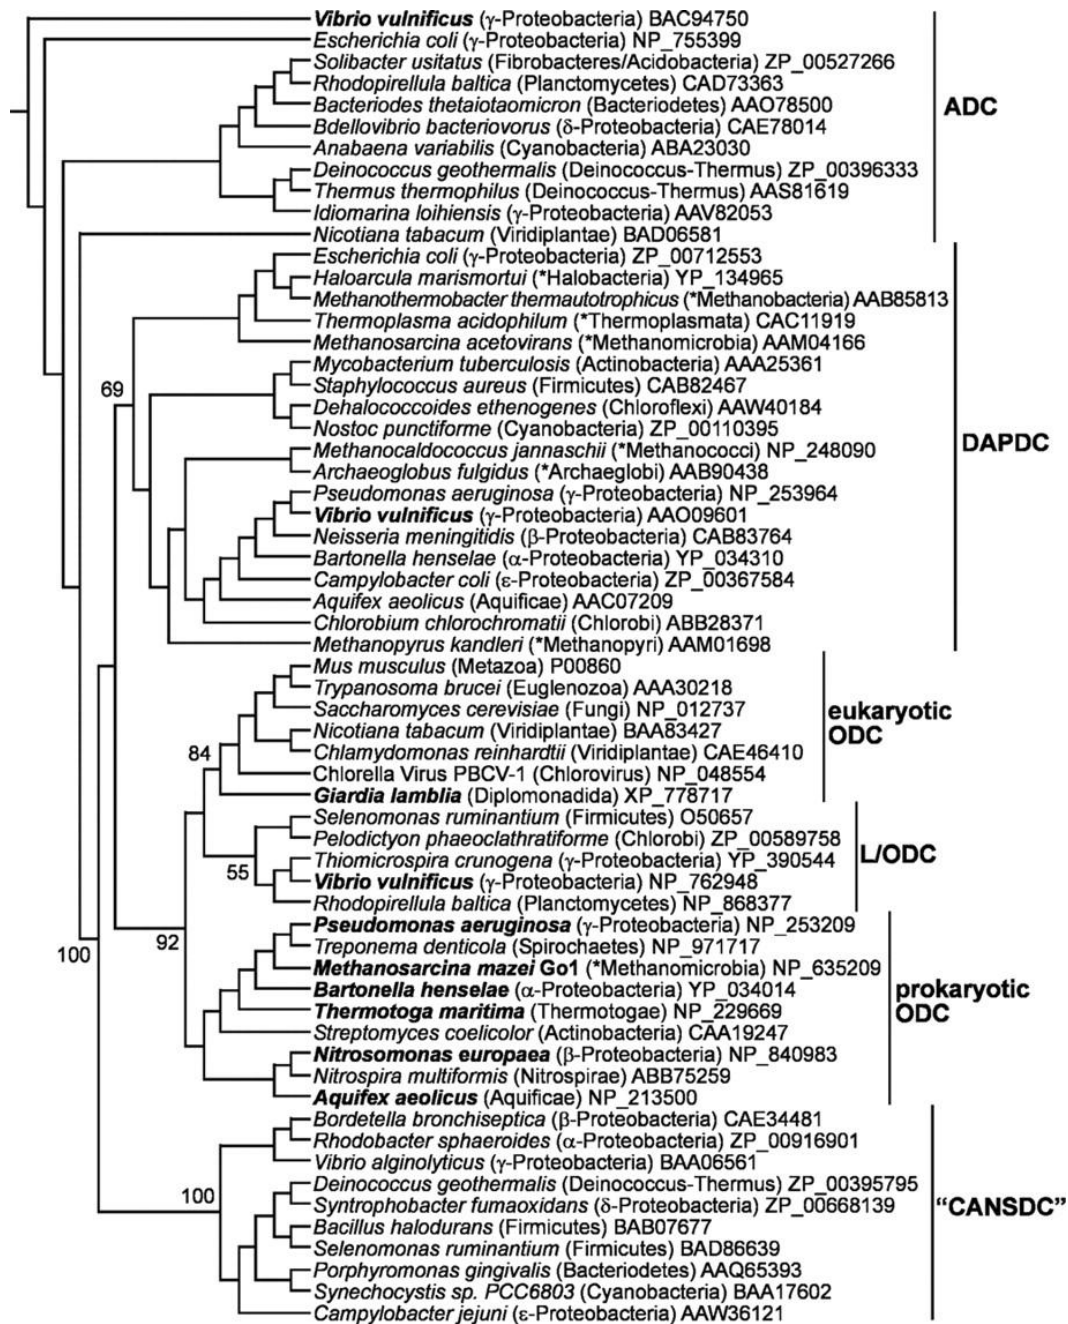 Vibrio vulnificus (γ-Proteobacteria) BAC94750
Escherichia coli (γ-Proteobacteria) NP_755399
Solibacter usitatus (Fibrobacteres/Acidobacteria) ZP_00527266
Rhodopirellula baltica (Planctomycetes) CAD73363
Bacteriodes thetaiotaomicron (Bacteriodetes) AAO78500
ADC
Bdellovibrio bacteriovorus (δ-Proteobacteria) CAE78014
Anabaena variabilis (Cyanobacteria) ABA23030
Deinococcus geothermalis (Deinococcus-Thermus) ZP_00396333
Thermus thermophilus (Deinococcus-Thermus) AAS81619
Idiomarina loihiensis (γ-Proteobacteria) AAV82053
Nicotiana tabacum (Viridiplantae) BAD06581
Escherichia coli (γ-Proteobacteria) ZP_00712553
Haloarcula marismortui (*Halobacteria) YP_134965
Methanothermobacter thermautotrophicus (*Methanobacteria) AAB85813
Thermoplasma acidophilum (*Thermoplasmata) CAC11919
Methanosarcina acetovirans (*Methanomicrobia) AAM04166
Mycobacterium tuberculosis (Actinobacteria) AAA25361
69
Staphylococcus aureus (Firmicutes) CAB82467
Dehalococcoides ethenogenes (Chloroflexi) AAW40184
Nostoc punctiforme (Cyanobacteria) ZP_00110395
DAPDC
Methanocaldococcus jannaschii (*Methanococci) NP_248090
Archaeoglobus fulgidus (*Archaeglobi) AAB90438
Pseudomonas aeruginosa (γ-Proteobacteria) NP_253964
Vibrio vulnificus (γ-Proteobacteria) AAO09601
Neisseria meningitidis (β-Proteobacteria) CAB83764
Bartonella henselae (α-Proteobacteria) YP_034310
Campylobacter coli (ε-Proteobacteria) ZP_00367584
Aquifex aeolicus (Aquificae) AAC07209
Chlorobium chlorochromatii (Chlorobi) ABB28371
Methanopyrus kandleri (*Methanopyri) AAM01698
Mus musculus (Metazoa) P00860
Trypanosoma brucei (Euglenozoa) AAA30218
Saccharomyces cerevisiae (Fungi) NP_012737
eukaryotic
ODC
Nicotiana tabacum (Viridiplantae) BAA83427
84
Chlamydomonas reinhardtii (Viridiplantae) CAE46410
Chlorella Virus PBCV-1 (Chlorovirus) NP_048554
Giardia lamblia (Diplomonadida) XP_778717
Selenomonas ruminantium (Firmicutes) O50657
Pelodictyon phaeoclathratiforme (Chlorobi) ZP_00589758
L/ODC
Thiomicrospira crunogena (γ-Proteobacteria) YP_390544
55
Vibrio vulnificus (γ-Proteobacteria) NP_762948
Rhodopirellula baltica (Planctomycetes) NP_868377
Pseudomonas aeruginosa (γ-Proteobacteria) NP_253209
92
Treponema denticola (Spirochaetes) NP_971717
100
Methanosarcina mazei Go1 (*Methanomicrobia) NP_635209
Bartonella henselae (α-Proteobacteria) YP_034014
prokaryotic
ODC
Thermotoga maritima (Thermotogae) NP_229669
Streptomyces coelicolor (Actinobacteria) CAA19247
Nitrosomonas europaea (β-Proteobacteria) NP_840983
Nitrospira multiformis (Nitrospirae) ABB75259
Aquifex aeolicus (Aquificae) NP_213500
Bordetella bronchiseptica (β-Proteobacteria) CAE34481
Rhodobacter sphaeroides (α-Proteobacteria) ZP_00916901
Vibrio alginolyticus (γ-Proteobacteria) BAA06561
100
Deinococcus geothermalis (Deinococcus-Thermus) ZP_00395795
Syntrophobacter fumaoxidans (δ-Proteobacteria) ZP_00668139
"CANSDC"
Bacillus halodurans (Firmicutes) BAB07677
Selenomonas ruminantium (Firmicutes) BAD86639
Porphyromonas gingivalis (Bacteriodetes) AAQ65393
Synechocystis sp. PCC6803 (Cyanobacteria) BAA17602
Campylobacter jejuni (ε-Proteobacteria) AAW36121